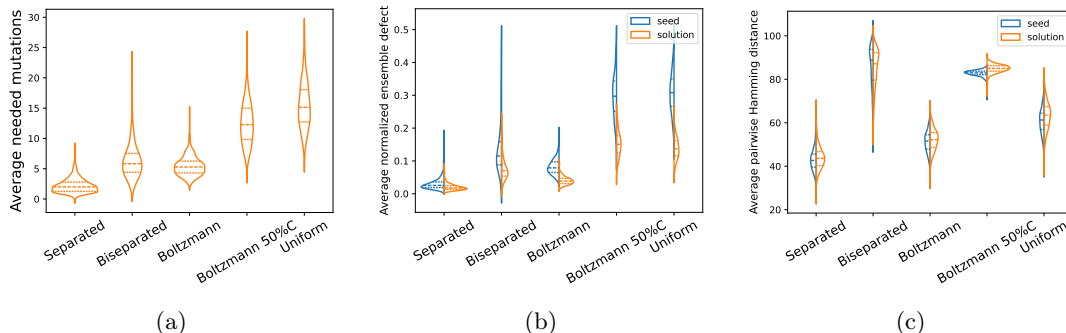 Average needed mutations
30
25
20
15
10
5
0
Separated
Biseparated
Boltzmann
Boltzmann 50%C
Uniform
(a)
Average normalized ensemble defect
0.5
0.4
0.3
0.2
0.1
0.0
seed
solution
Separated
Biseparated
Boltzmann
Boltzmann 50%C
Uniform
(b)
Average pairwise Hamming distance
100
80
60
40
20
seed
solution
Separated
Biseparated
Boltzmann
Boltzmann 50%C
Uniform
(c)